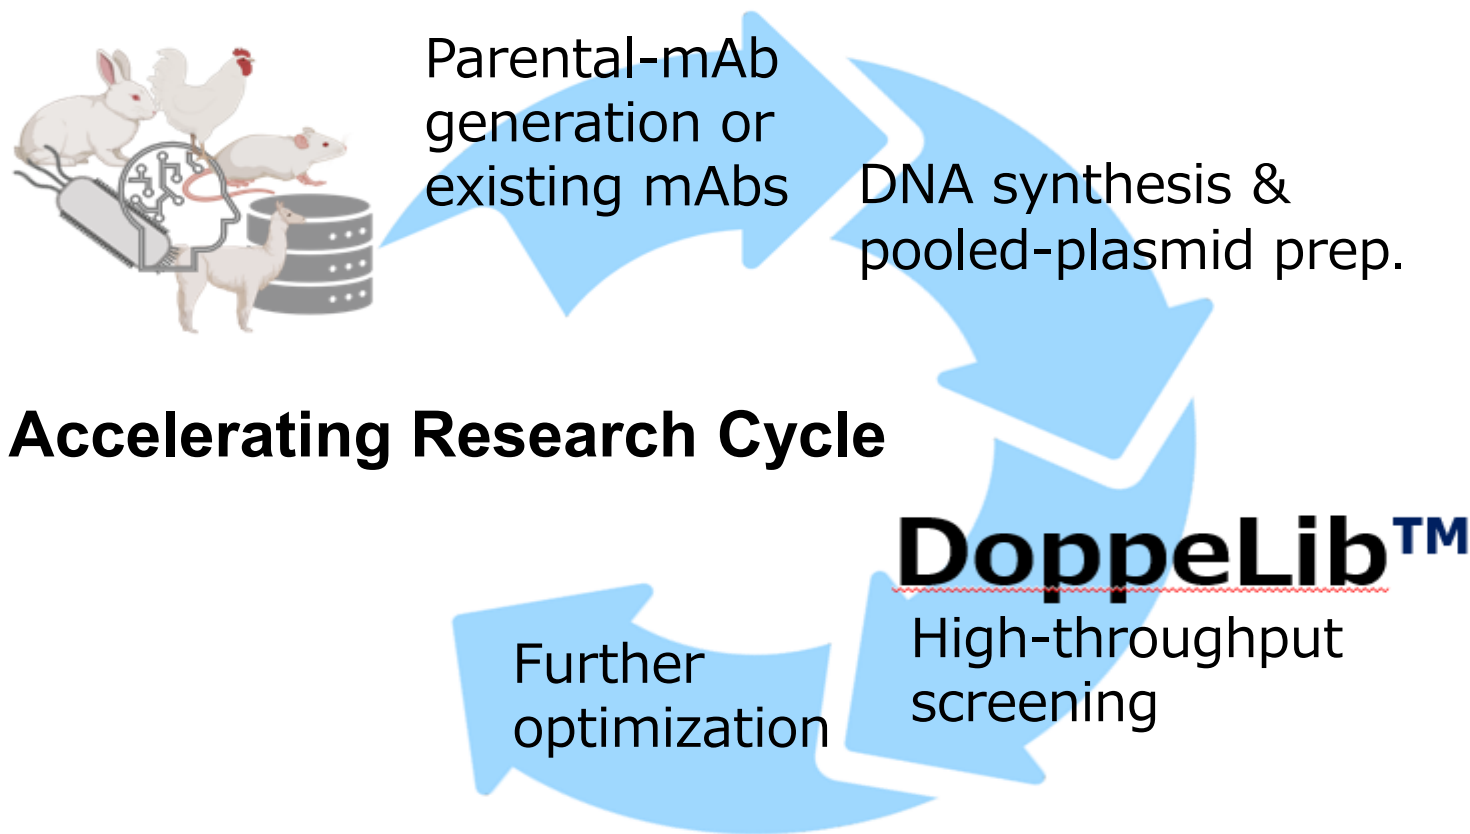 Parental-mAb
generation or
existing mAbs
DNA synthesis &
pooled-plasmid prep.
Accelerating Research Cycle
DoppeLib™
High-throughput
screening
Further
optimization